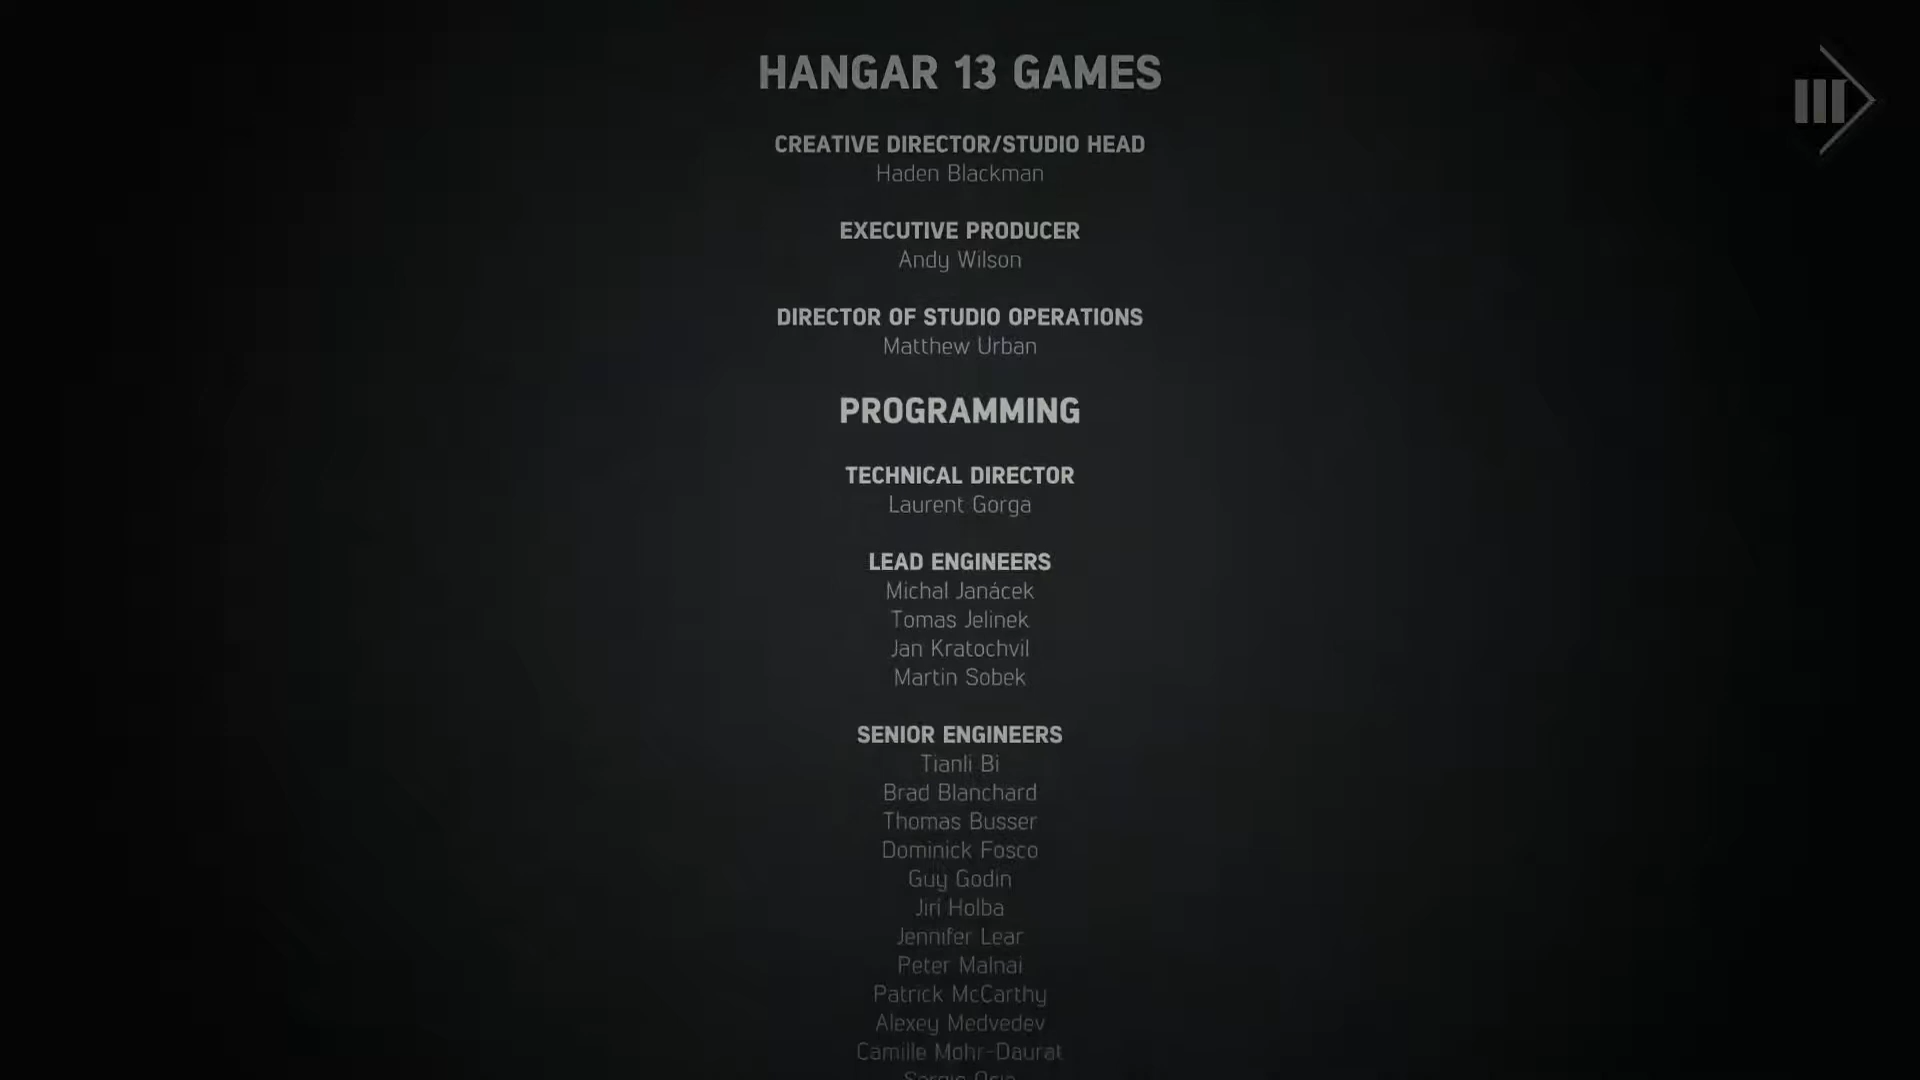 HANGAR 13 GAMES
CREATIVE DIRECTOR/STUDIO HEAD
Haden Blackman
EXECUTIVE PRODUCER
Andy Wilson
DIRECTOR OF STUDIO OPERATIONS
Matthew Urban
PROGRAMMING
TECHNICAL DIRECTOR
Laurent Gorga
LEAD ENGINEERS
Michal Janácek
Tomas Jelinek
Jan Kratochvil
Martin Sobek
SENIOR ENGINEERS
Tianli Bi
Brad Blanchard
Thomas Busser
Dominick Fosco
Guy Godin
Jiri Holba
Jennifer Lear
Peter Malnai
Patrick McCarthy
Alexey Medvedev
Camille Mohr-Daurat